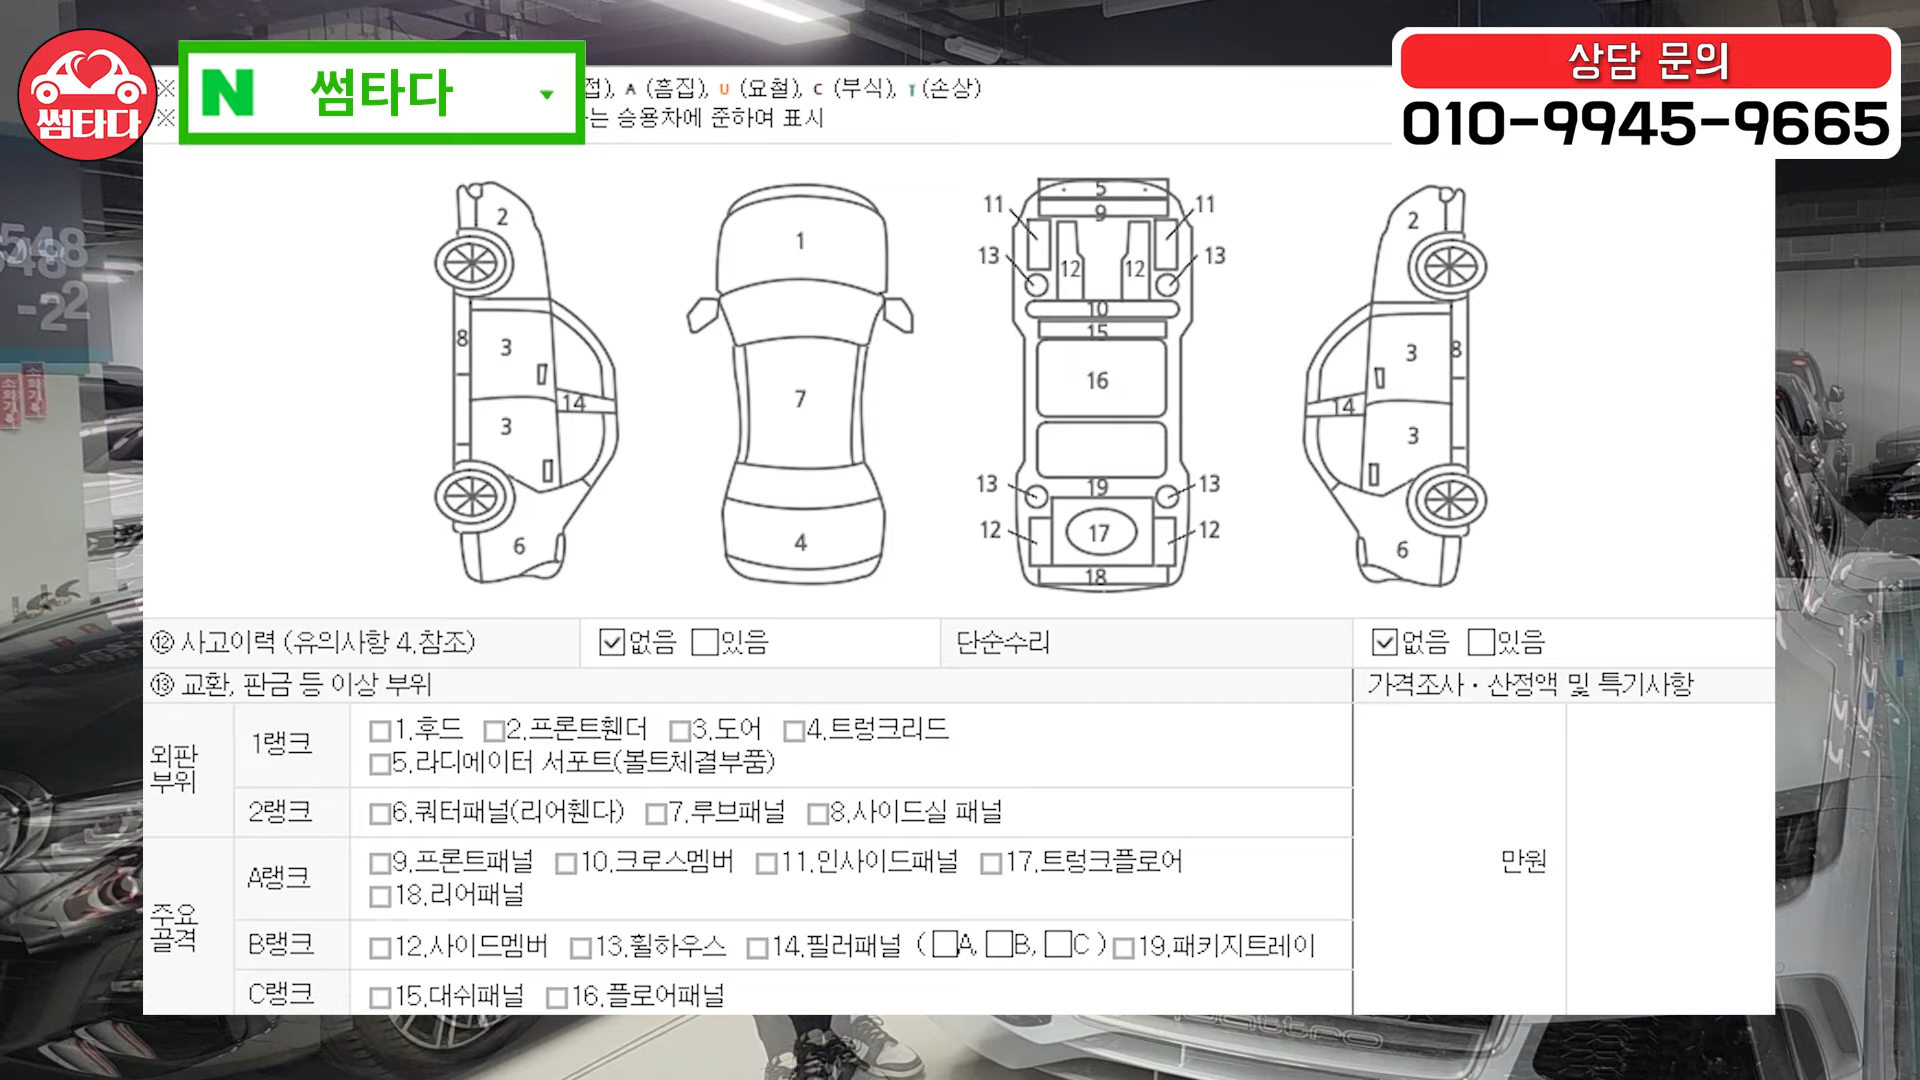 썸타다
N 썸타다
상담 문의
010-9945-9665
※ 접), A (흠집), U (요철), C (부식), T (손상)
※ 는 승용차에 준하여 표시
2
8
3
3
14
6
1
7
4
5
9
11
11
13
13
12
12
10
15
16
19
13
13
12
12
17
18
2
3
8
14
3
6
⑫ 사고이력 (유의사항 4.참조)
없음 있음
단순수리
없음 있음
⑬ 교환, 판금 등 이상 부위
가격조사 · 산정액 및 특기사항
외판
부위
1랭크
1.후드 2.프론트휀더 3.도어 4.트렁크리드
5.라디에이터 서포트(볼트체결부품)
2랭크
6.쿼터패널(리어휀다) 7.루브패널 8.사이드실 패널
주요
골격
A랭크
9.프론트패널 10.크로스멤버 11.인사이드패널 17.트렁크플로어
18.리어패널
B랭크
12.사이드멤버 13.휠하우스 14.필러패널 ( A, B, C ) 19.패키지트레이
C랭크
15.대쉬패널 16.플로어패널
만원
548
-22
소화기
quattro